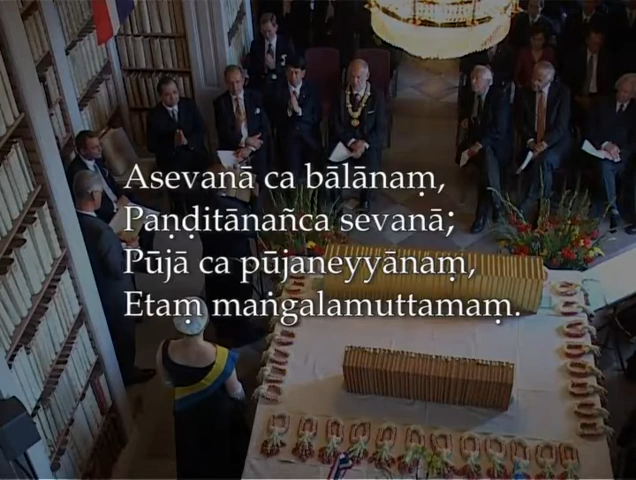 Asevanā ca bālānaṃ,
Paṇḍitānañca sevanā;
Pūjā ca pūjaneyyānaṃ,
Etaṃ maṅgalamuttamaṃ.